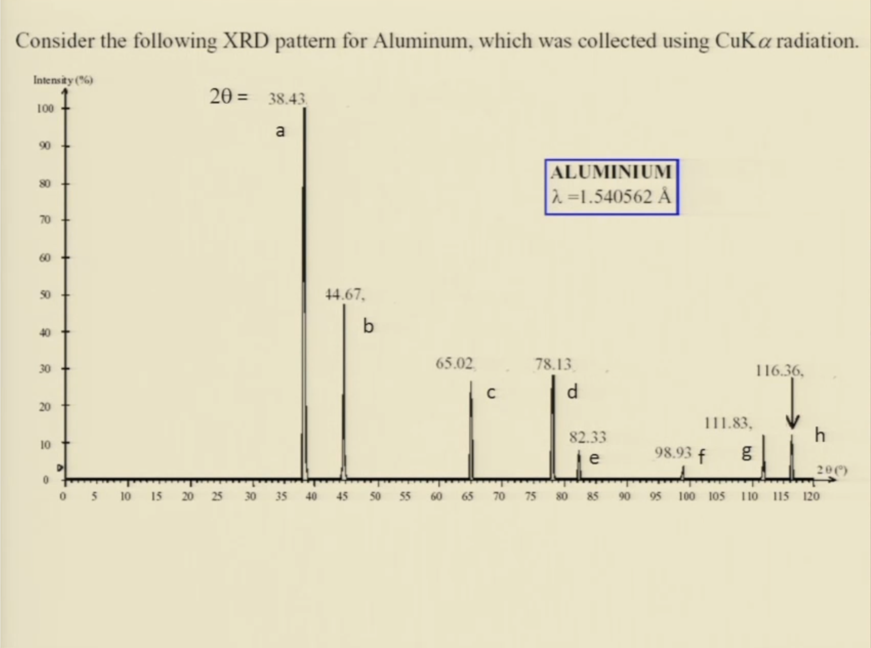 Consider the following XRD pattern for Aluminum, which was collected using CuKα radiation.
Intensity (%)
2θ = 38.43
100
a
90
ALUMINIUM
80
λ =1.540562 Å
70
60
50
44.67,
b
40
65.02
78.13
116.36,
30
c
d
20
111.83,
82.33
h
10
e
98.93
f
g
2θ(°)
0
0 5 10 15 20 25 30 35 40 45 50 55 60 65 70 75 80 85 90 95 100 105 110 115 120